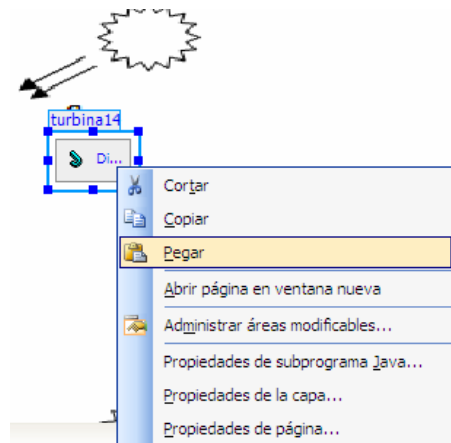 turbina14
Di...
Cortar
Copiar
Pegar
Abrir página en ventana nueva
Administrar áreas modificables...
Propiedades de subprograma Java...
Propiedades de la capa...
Propiedades de página...